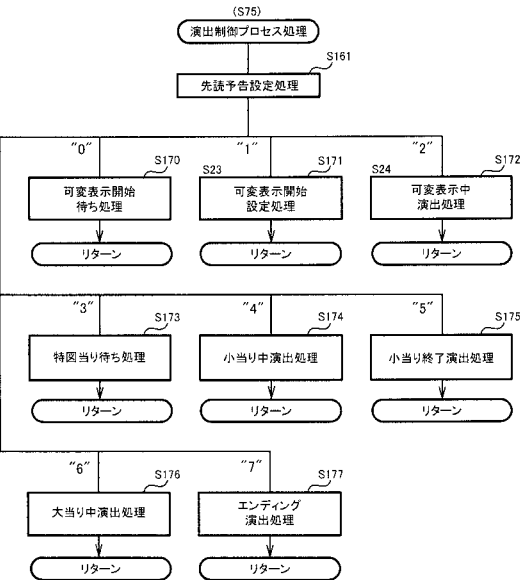 (S75)
演出制御プロセス処理
S161
先読予告設定処理
"0"
"1"
"2"
S170
S23
S171
S24
S172
可変表示開始
待ち処理
可変表示開始
設定処理
可変表示中
演出処理
リターン
リターン
リターン
"3"
"4"
"5"
S173
S174
S175
特図当り待ち処理
小当り中演出処理
小当り終了演出処理
リターン
リターン
リターン
"6"
"7"
S176
S177
大当り中演出処理
エンディング
演出処理
リターン
リターン